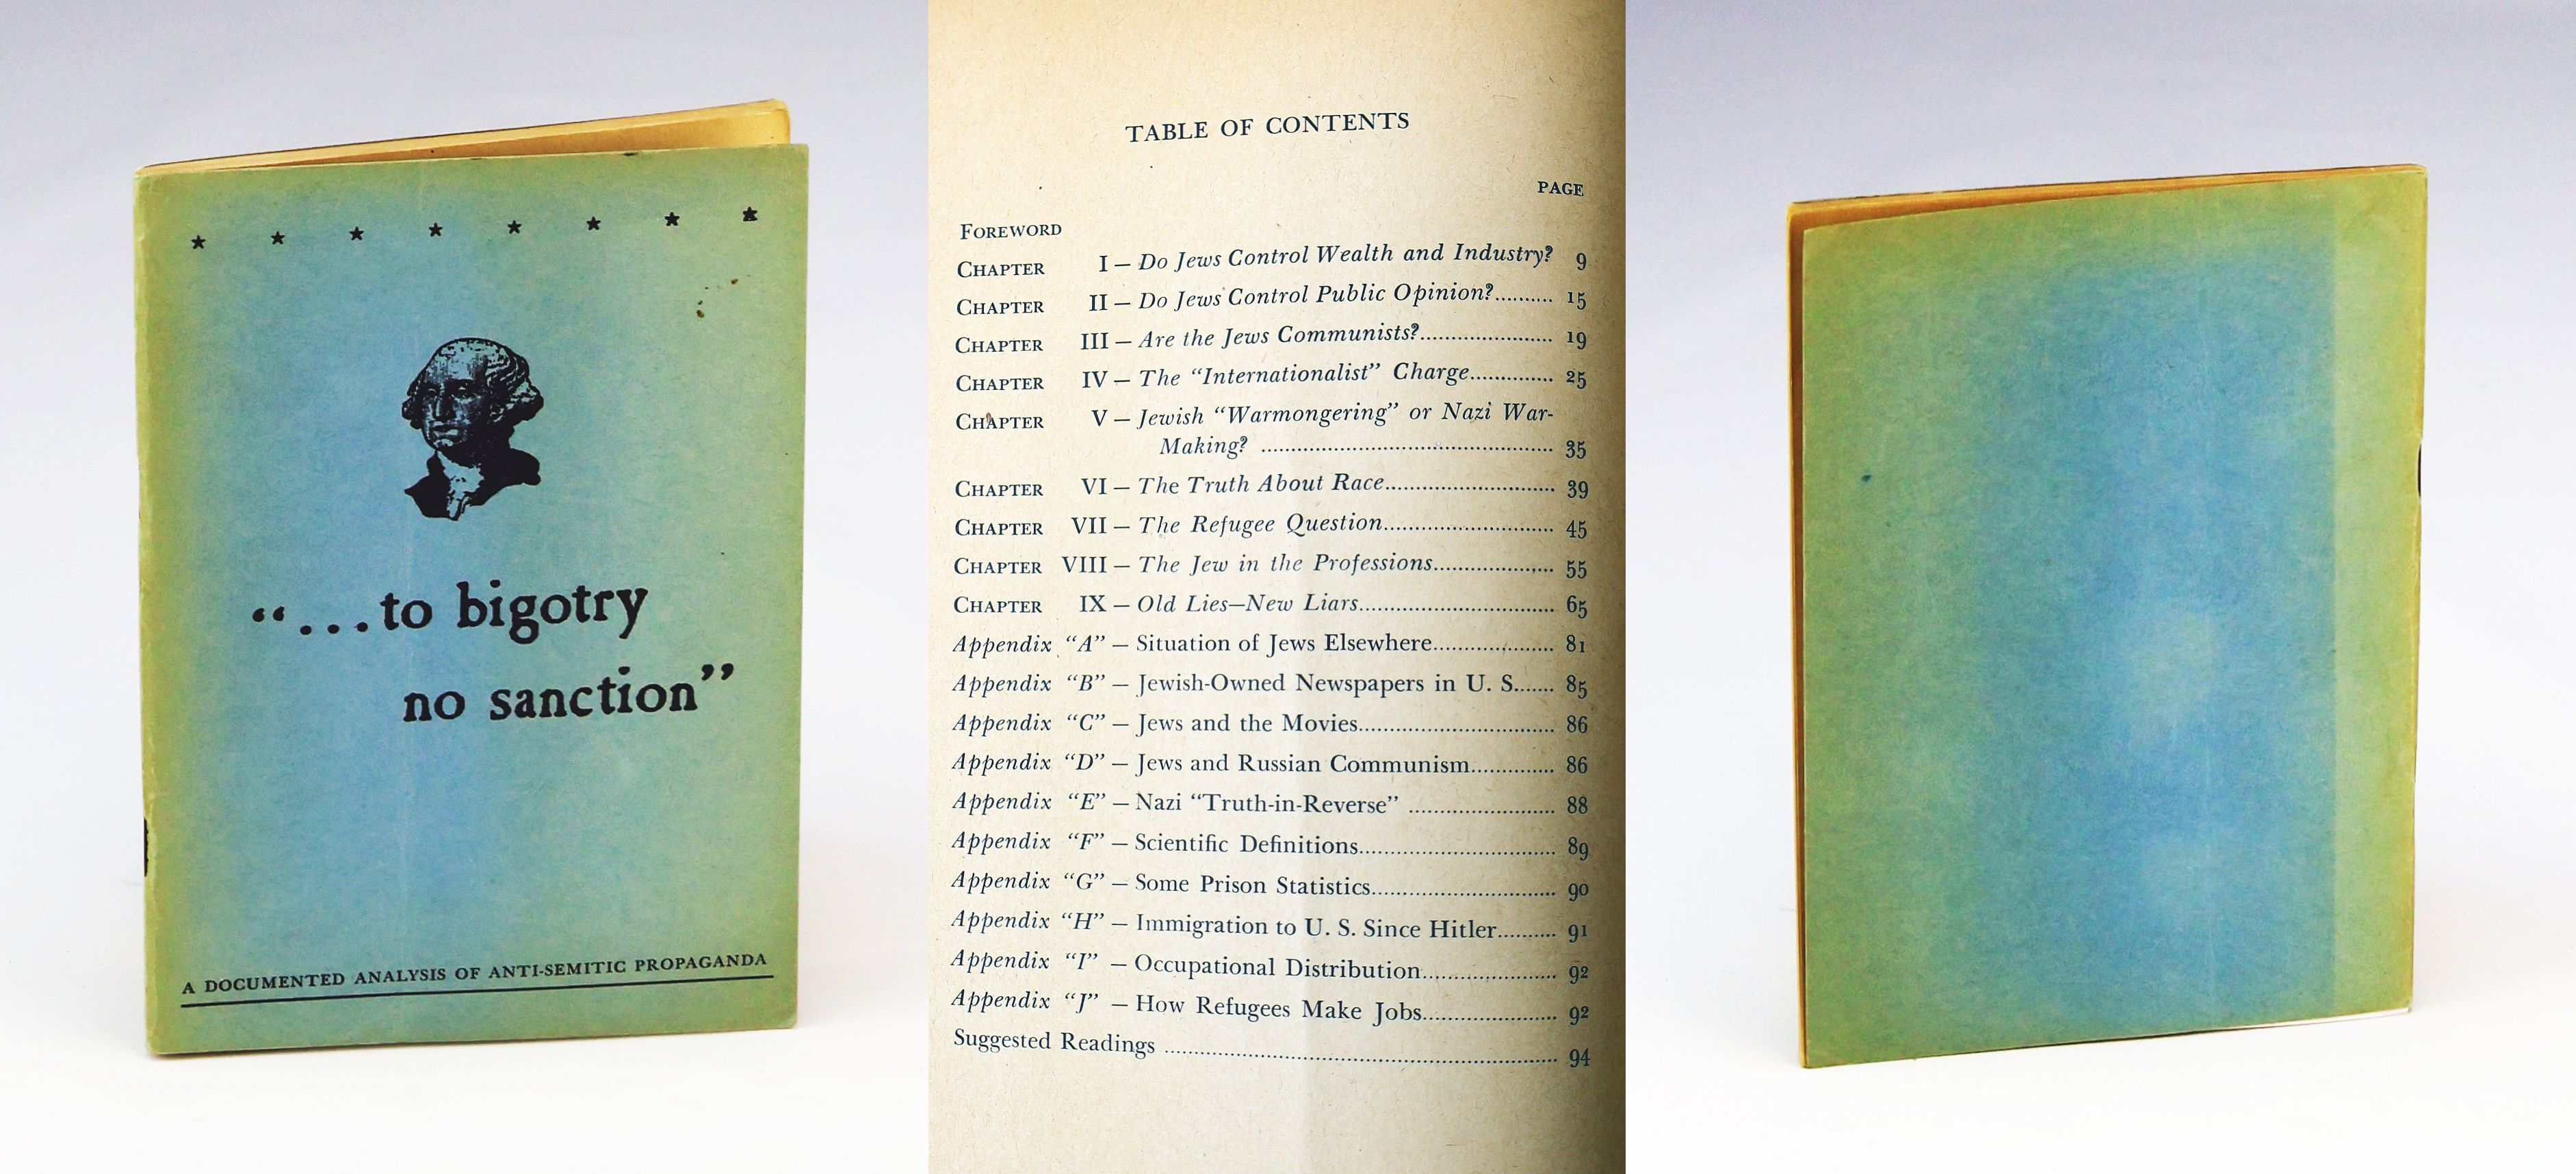 * * * * * * * *
“...to bigotry
no sanction”
A DOCUMENTED ANALYSIS OF ANTI-SEMITIC PROPAGANDA
TABLE OF CONTENTS
PAGE
FOREWORD
CHAPTER I — Do Jews Control Wealth and Industry? 9
CHAPTER II — Do Jews Control Public Opinion?.......... 15
CHAPTER III — Are the Jews Communists?...................... 19
CHAPTER IV — The “Internationalist” Charge.............. 25
CHAPTER V — Jewish “Warmongering” or Nazi War-
Making? ................................................. 35
CHAPTER VI — The Truth About Race............................ 39
CHAPTER VII — The Refugee Question............................ 45
CHAPTER VIII — The Jew in the Professions.................... 55
CHAPTER IX — Old Lies—New Liars................................ 65
Appendix “A” — Situation of Jews Elsewhere.................... 81
Appendix “B” — Jewish-Owned Newspapers in U. S....... 85
Appendix “C” — Jews and the Movies................................ 86
Appendix “D” — Jews and Russian Communism.............. 86
Appendix “E” — Nazi “Truth-in-Reverse” ........................ 88
Appendix “F” — Scientific Definitions................................ 89
Appendix “G” — Some Prison Statistics.............................. 90
Appendix “H” — Immigration to U. S. Since Hitler.......... 91
Appendix “I” — Occupational Distribution...................... 92
Appendix “J” — How Refugees Make Jobs...................... 92
Suggested Readings ................................................................ 94